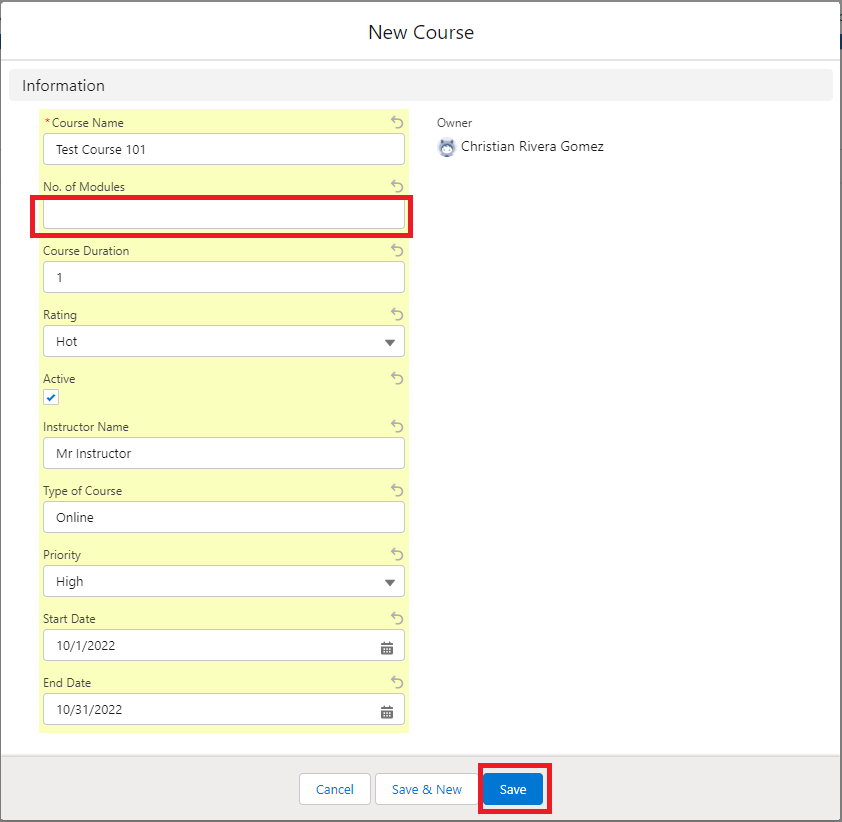 New Course
Information
*Course Name
Test Course 101
Owner
Christian Rivera Gomez
No. of Modules
Course Duration
1
Rating
Hot
Active
Instructor Name
Mr Instructor
Type of Course
Online
Priority
High
Start Date
10/1/2022
End Date
10/31/2022
Cancel
Save & New
Save